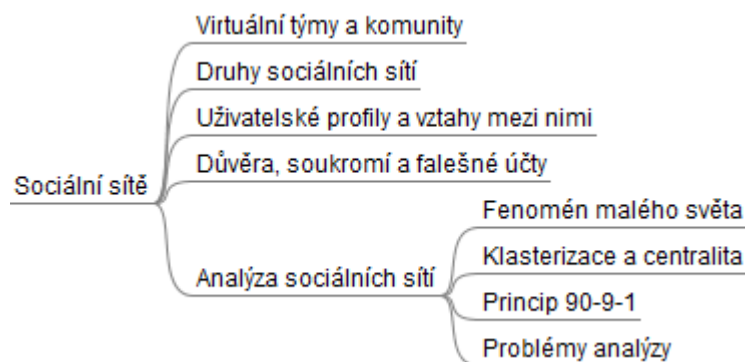 Virtuální týmy a komunity
Druhy sociálních sítí
Uživatelské profily a vztahy mezi nimi
Důvěra, soukromí a falešné účty
Sociální sítě
Fenomén malého světa
Klasterizace a centralita
Analýza sociálních sítí
Princip 90-9-1
Problémy analýzy